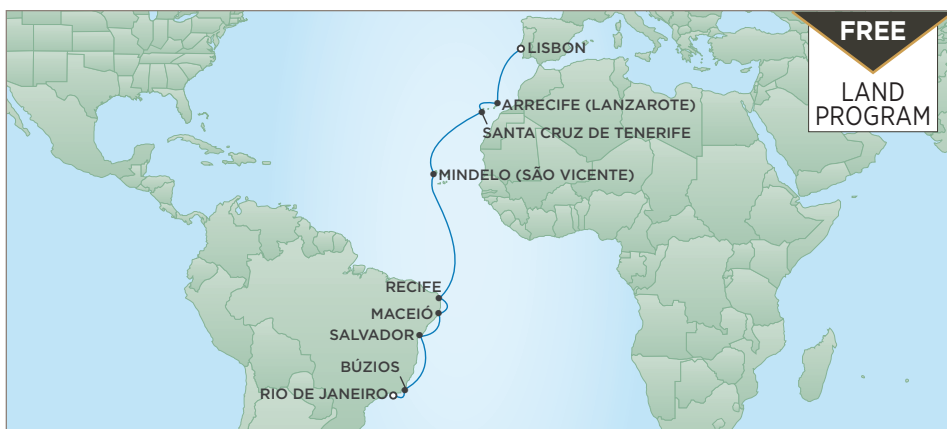 FREE
LAND
PROGRAM
LISBON
ARRECIFE (LANZAROTE)
SANTA CRUZ DE TENERIFE
MINDELO (SÃO VICENTE)
RECIFE
MACEIÓ
SALVADOR
BÚZIOS
RIO DE JANEIRO